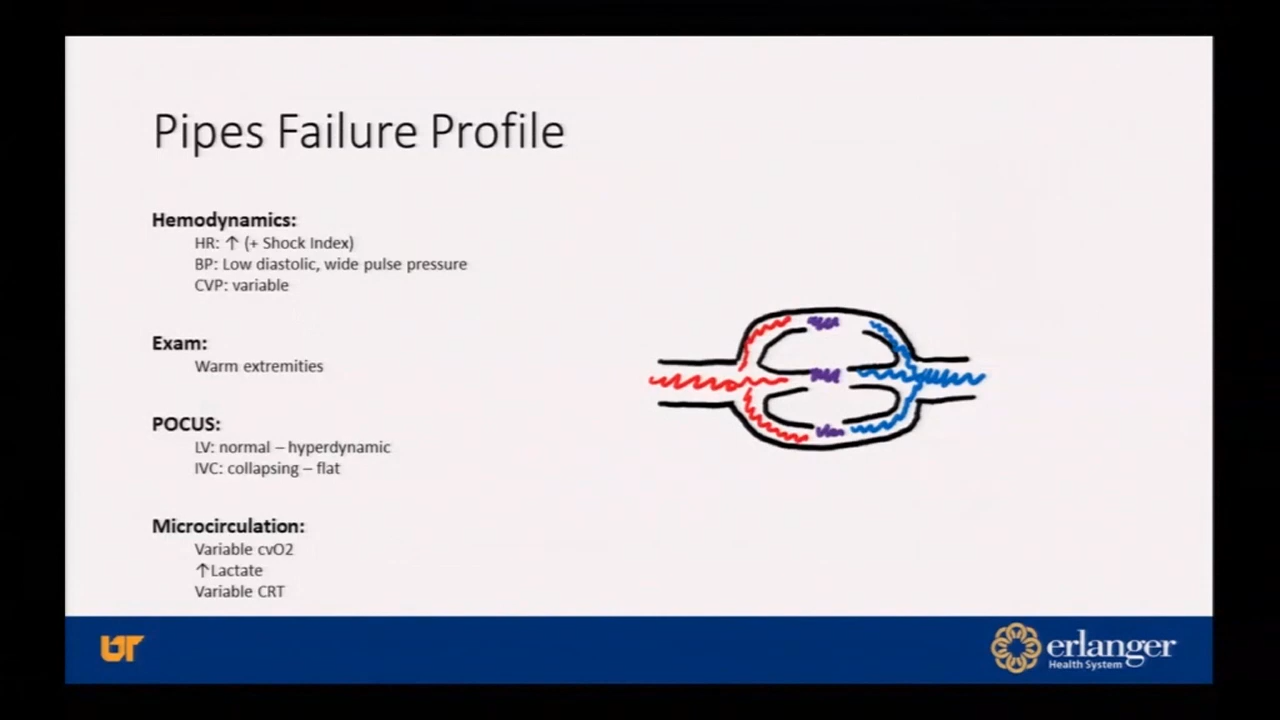 Pipes Failure Profile
Hemodynamics:
HR: ↑ (+ Shock Index)
BP: Low diastolic, wide pulse pressure
CVP: variable
Exam:
Warm extremities
POCUS:
LV: normal – hyperdynamic
IVC: collapsing – flat
Microcirculation:
Variable cvO2
↑Lactate
Variable CRT
UT
erlanger
Health System